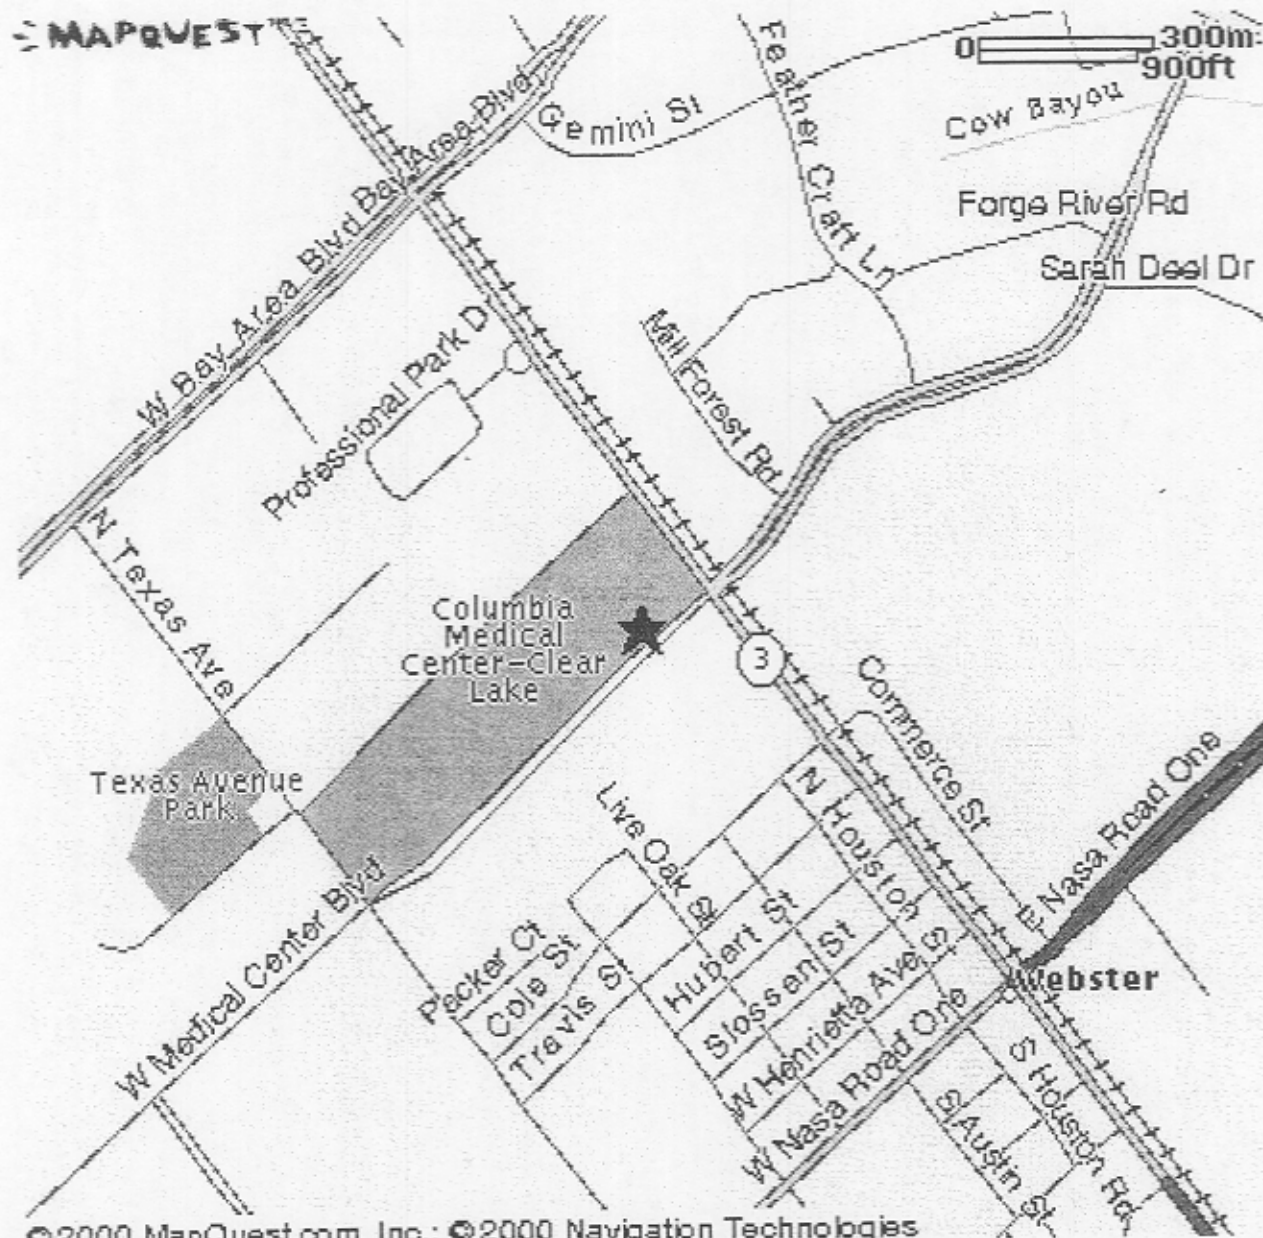 MAPQUEST
0 300m
900ft
Feather Craft Ln
Gemini St
Cow Bayou
W Bay Area Blvd
Bay Area Blvd
Forge River Rd
Sarah Deel Dr
Professional Park Dr
Mill Forest Rd
N Texas Ave
Columbia
Medical
Center-Clear
Lake
3
Commerce St
Texas Avenue
Park
Live Oak St
N Houston St
E Nasa Road One
W Medical Center Blvd
Packer Ct
Cole St
Travis St
Hubert St
Slossen St
W Henrietta Ave
W Nasa Road One
Webster
S Houston Rd
S Austin St
©2000 MapQuest.com, Inc.; ©2000 Navigation Technologies